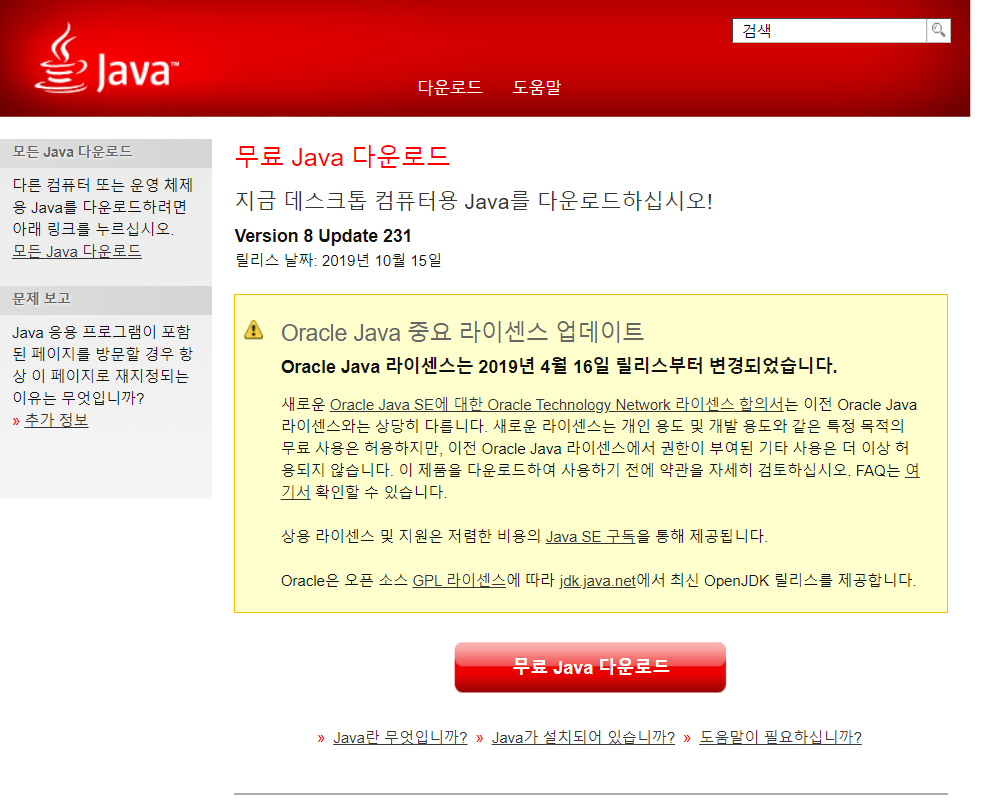 Java™
검색
다운로드 도움말
모든 Java 다운로드
다른 컴퓨터 또는 운영 체제
용 Java를 다운로드하려면
아래 링크를 누르십시오.
모든 Java 다운로드
문제 보고
Java 응용 프로그램이 포함
된 페이지를 방문할 경우 항
상 이 페이지로 재지정되는
이유는 무엇입니까?
» 추가 정보
무료 Java 다운로드
지금 데스크톱 컴퓨터용 Java를 다운로드하십시오!
Version 8 Update 231
릴리스 날짜: 2019년 10월 15일
Oracle Java 중요 라이센스 업데이트
Oracle Java 라이센스는 2019년 4월 16일 릴리스부터 변경되었습니다.
새로운 Oracle Java SE에 대한 Oracle Technology Network 라이센스 합의서는 이전 Oracle Java
라이센스와는 상당히 다릅니다. 새로운 라이센스는 개인 용도 및 개발 용도와 같은 특정 목적의
무료 사용은 허용하지만, 이전 Oracle Java 라이센스에서 권한이 부여된 기타 사용은 더 이상 허
용되지 않습니다. 이 제품을 다운로드하여 사용하기 전에 약관을 자세히 검토하십시오. FAQ는 여
기서 확인할 수 있습니다.
상용 라이센스 및 지원은 저렴한 비용의 Java SE 구독을 통해 제공됩니다.
Oracle은 오픈 소스 GPL 라이센스에 따라 jdk.java.net에서 최신 OpenJDK 릴리스를 제공합니다.
무료 Java 다운로드
» Java란 무엇입니까? » Java가 설치되어 있습니까? » 도움말이 필요하십니까?